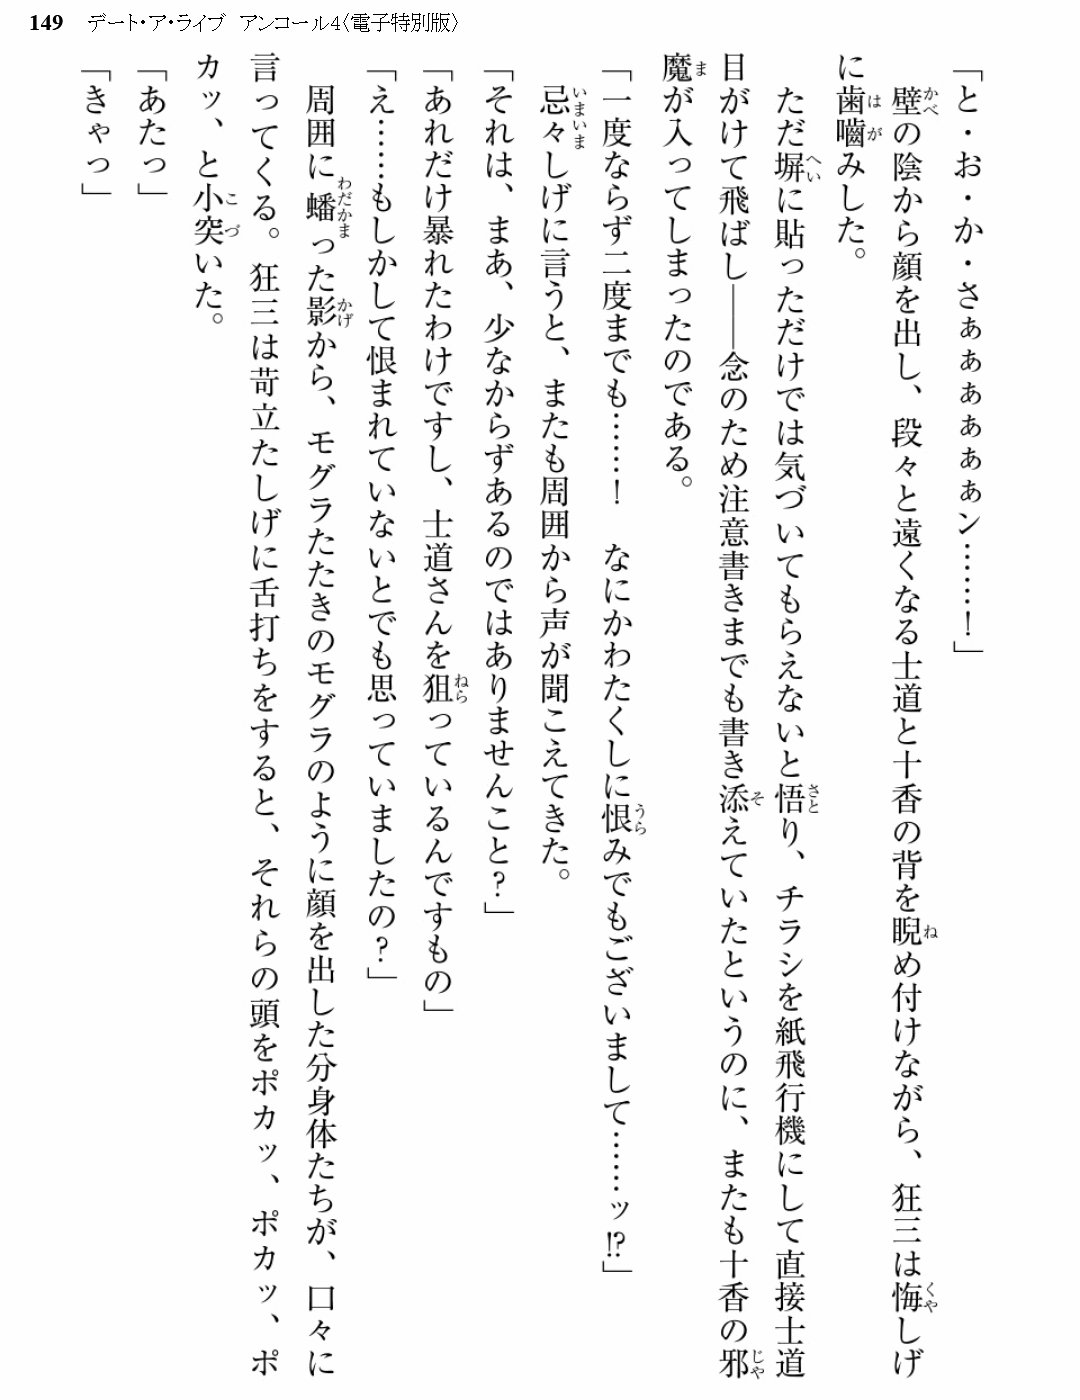 149 デート・ア・ライブ アンコール4〈電子特別版〉
「と・お・か・さぁぁぁぁぁン……！」
　壁の陰から顔を出し、段々と遠くなる士道と十香の背を睨め付けながら、狂三は悔しげ
に歯噛みした。
　ただ塀に貼っただけでは気づいてもらえないと悟り、チラシを紙飛行機にして直接士道
目がけて飛ばし――念のため注意書きまでも書き添えていたというのに、またも十香の邪
魔が入ってしまったのである。
「一度ならず二度までも……！　なにかわたくしに恨みでもございまして……ッ⁉」
　忌々しげに言うと、またも周囲から声が聞こえてきた。
「それは、まあ、少なからずあるのではありませんこと？」
「あれだけ暴れたわけですし、士道さんを狙っているんですもの」
「え……もしかして恨まれていないとでも思っていましたの？」
　周囲に蟠った影から、モグラたたきのモグラのように顔を出した分身体たちが、口々に
言ってくる。狂三は苛立たしげに舌打ちをすると、それらの頭をポカッ、ポカッ、ポ
カッ、と小突いた。
「あたっ」
「きゃっ」